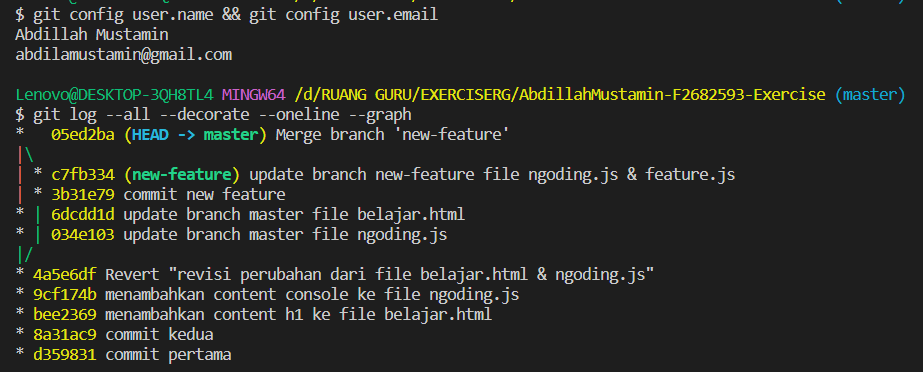 $ git config user.name && git config user.email
Abdillah Mustamin
abdilamustamin@gmail.com
Lenovo@DESKTOP-3QH8TL4 MINGW64 /d/RUANG GURU/EXERCISERG/AbdillahMustamin-F2682593-Exercise (master)
$ git log --all --decorate --oneline --graph
*   05ed2ba (HEAD -> master) Merge branch 'new-feature'
|\
| * c7fb334 (new-feature) update branch new-feature file ngoding.js & feature.js
| * 3b31e79 commit new feature
* | 6dcdd1d update branch master file belajar.html
* | 034e103 update branch master file ngoding.js
|/
* 4a5e6df Revert "revisi perubahan dari file belajar.html & ngoding.js"
* 9cf174b menambahkan content console ke file ngoding.js
* bee2369 menambahkan content h1 ke file belajar.html
* 8a31ac9 commit kedua
* d359831 commit pertama